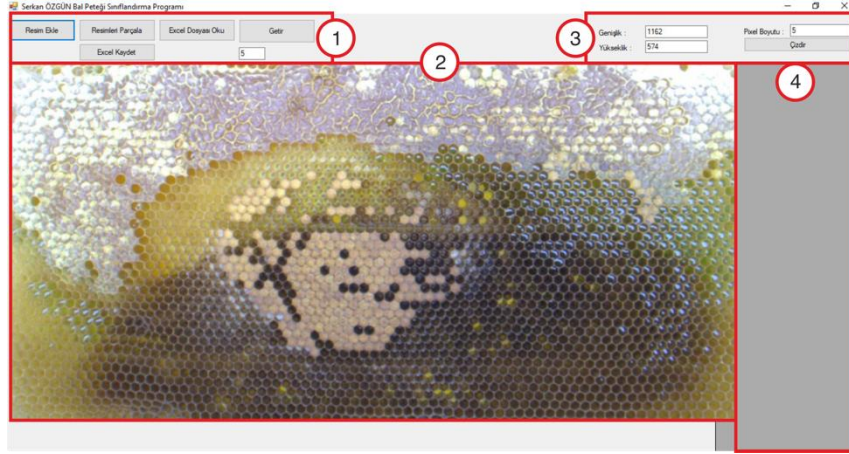 Serkan ÖZGÜN Bal Peteği Sınıflandırma Programı
Resim Ekle
Resimleri Parçala
Excel Dosyası Oku
Getir
Excel Kaydet
5
1
2
3
Genişlik :
1162
Yükseklik :
574
Pixel Boyutu :
5
Çizdir
4